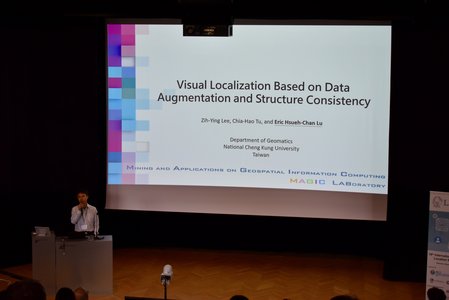 Visual Localization Based on Data
Augmentation and Structure Consistency
Zih-Ying Lee, Chia-Hao Tu, and Eric Hsueh-Chan Lu
Department of Geomatics
National Cheng Kung University
Taiwan
MINING AND APPLICATIONS ON GEOSPATIAL INFORMATION COMPUTING
MAGIC LABORATORY